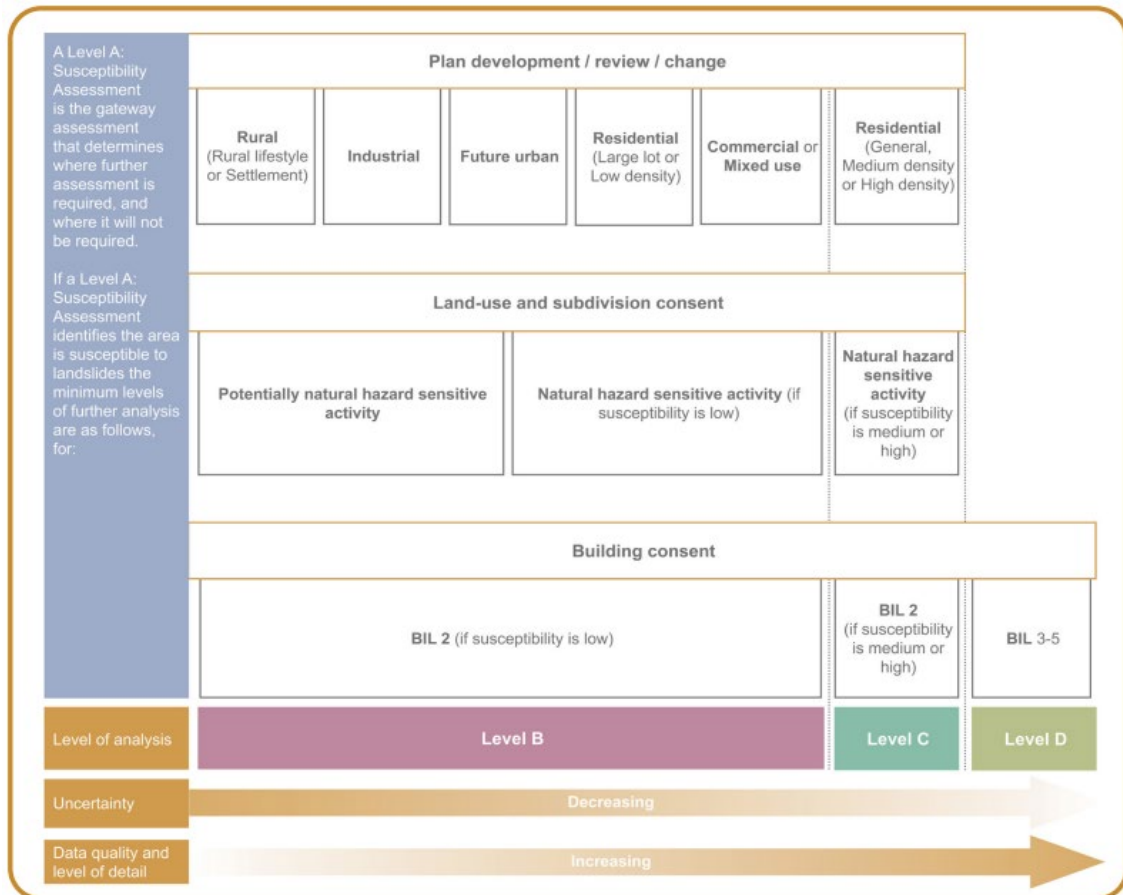 A Level A:
Susceptibility
Assessment
is the gateway
assessment
that determines
where further
assessment is
required, and
where it will not
be required.
If a Level A:
Susceptibility
Assessment
identifies the area
is susceptible to
landslides the
minimum levels
of further analysis
are as follows,
for:
Plan development / review / change
Rural
(Rural lifestyle
or Settlement)
Industrial
Future urban
Residential
(Large lot or
Low density)
Commercial or
Mixed use
Residential
(General,
Medium density
or High density)
Land-use and subdivision consent
Potentially natural hazard sensitive
activity
Natural hazard sensitive activity (if
susceptibility is low)
Natural hazard
sensitive
activity
(if susceptibility
is medium or
high)
Building consent
BIL 2 (if susceptibility is low)
BIL 2
(if susceptibility
is medium or
high)
BIL 3-5
Level of analysis
Level B
Level C
Level D
Uncertainty
Decreasing
Data quality and
level of detail
Increasing